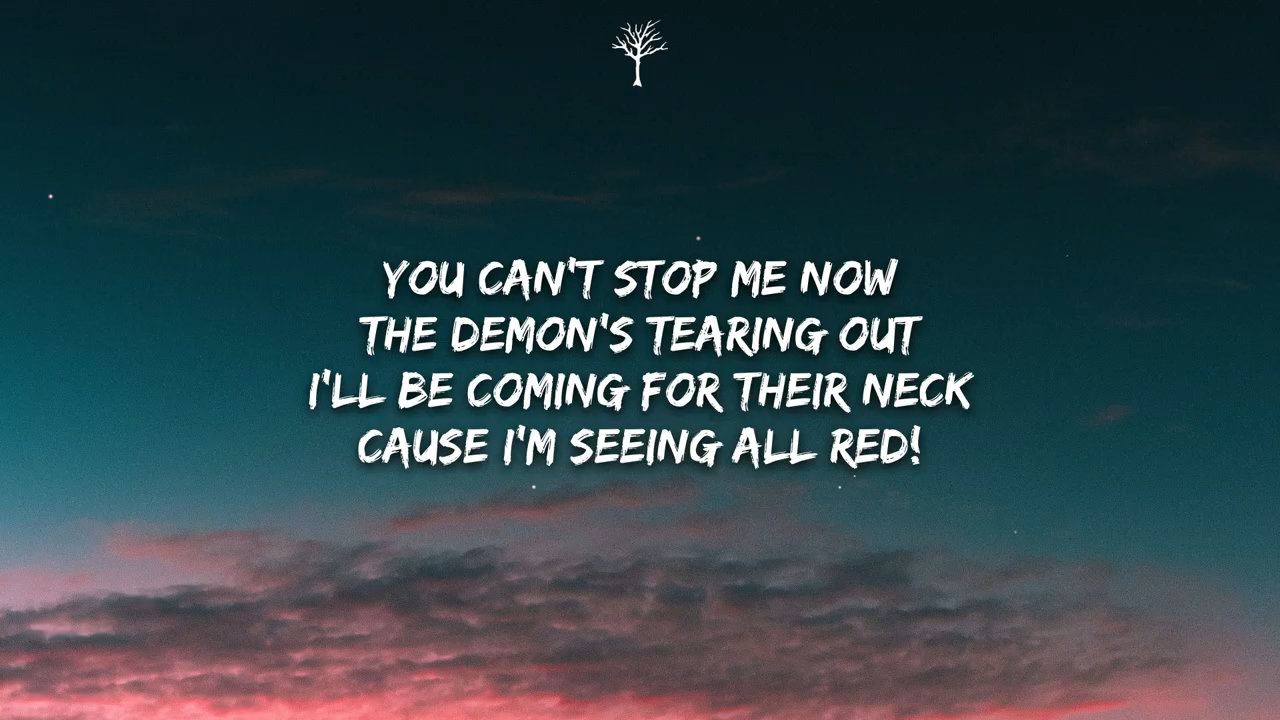 YOU CAN'T STOP ME NOW
THE DEMON'S TEARING OUT
I'LL BE COMING FOR THEIR NECK
CAUSE I'M SEEING ALL RED!